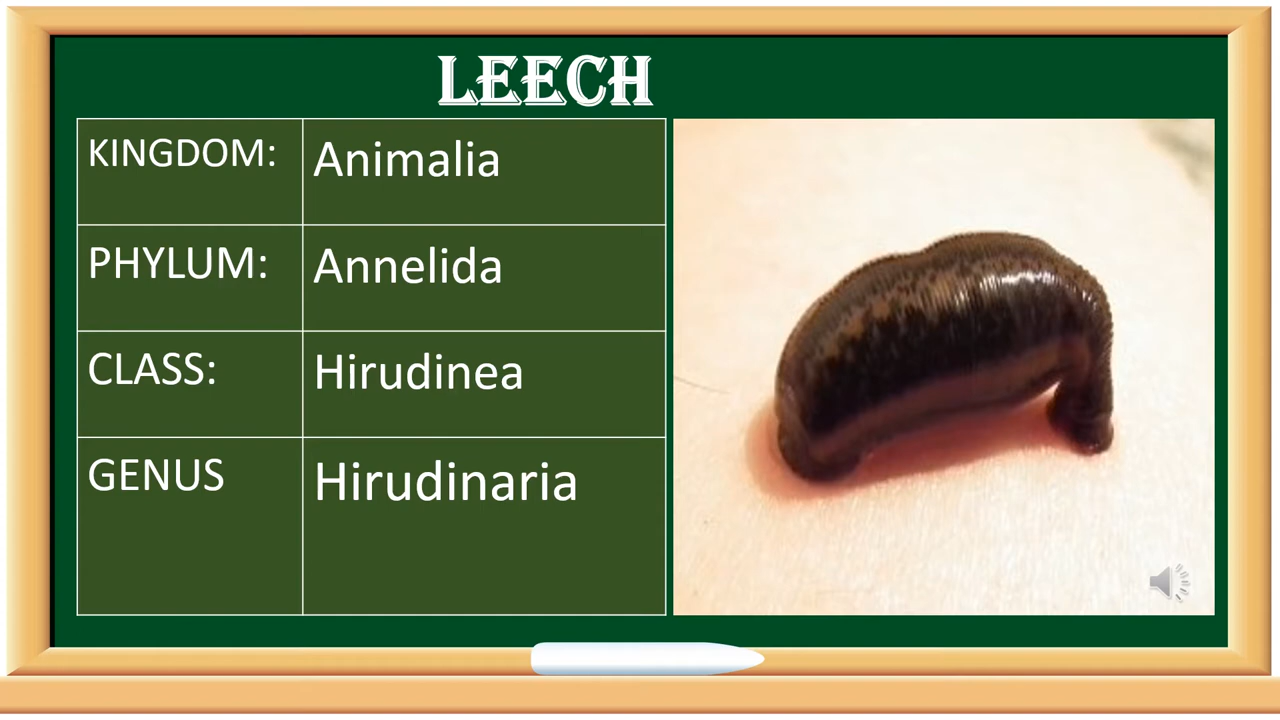 LEECH
KINGDOM: Animalia
PHYLUM: Annelida
CLASS: Hirudinea
GENUS Hirudinaria